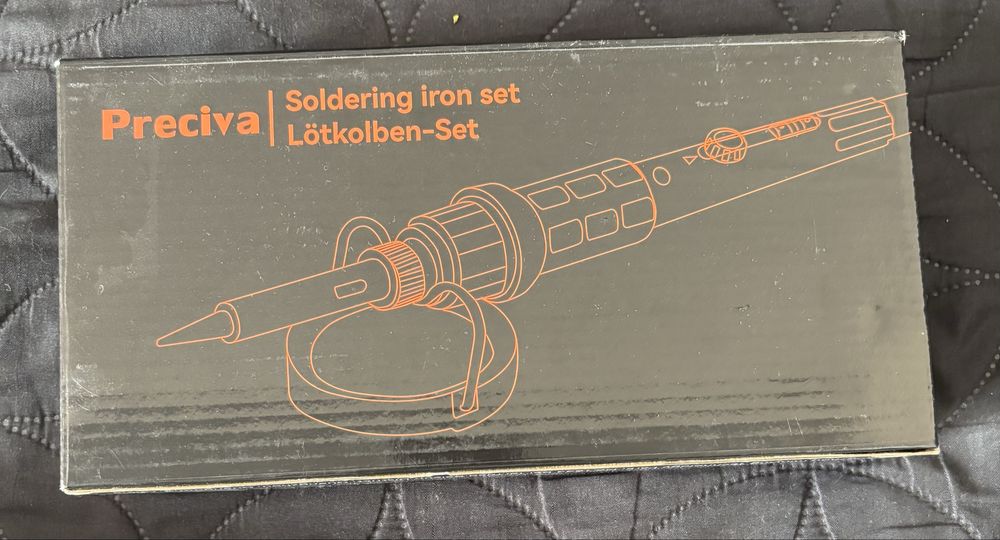 Preciva
Soldering iron set
Lötkolben-Set